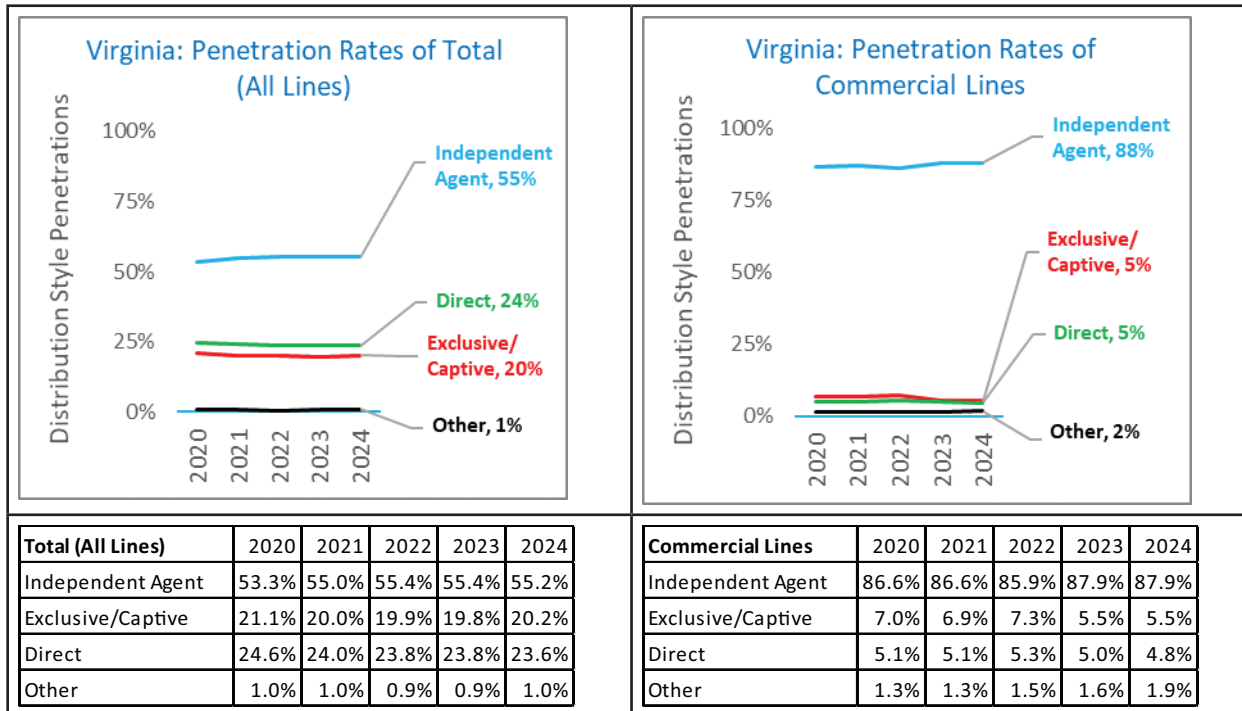 Virginia: Penetration Rates of Total
(All Lines)
Distribution Style Penetrations
100%
75%
50%
25%
0%
Independent
Agent, 55%
Direct, 24%
Exclusive/
Captive, 20%
Other, 1%
2020 2021 2022 2023 2024
Virginia: Penetration Rates of
Commercial Lines
Distribution Style Penetrations
100%
75%
50%
25%
0%
Independent
Agent, 88%
Exclusive/
Captive, 5%
Direct, 5%
Other, 2%
2020 2021 2022 2023 2024
Total (All Lines) 2020 2021 2022 2023 2024
Independent Agent 53.3% 55.0% 55.4% 55.4% 55.2%
Exclusive/Captive 21.1% 20.0% 19.9% 19.8% 20.2%
Direct 24.6% 24.0% 23.8% 23.8% 23.6%
Other 1.0% 1.0% 0.9% 0.9% 1.0%
Commercial Lines 2020 2021 2022 2023 2024
Independent Agent 86.6% 86.6% 85.9% 87.9% 87.9%
Exclusive/Captive 7.0% 6.9% 7.3% 5.5% 5.5%
Direct 5.1% 5.1% 5.3% 5.0% 4.8%
Other 1.3% 1.3% 1.5% 1.6% 1.9%